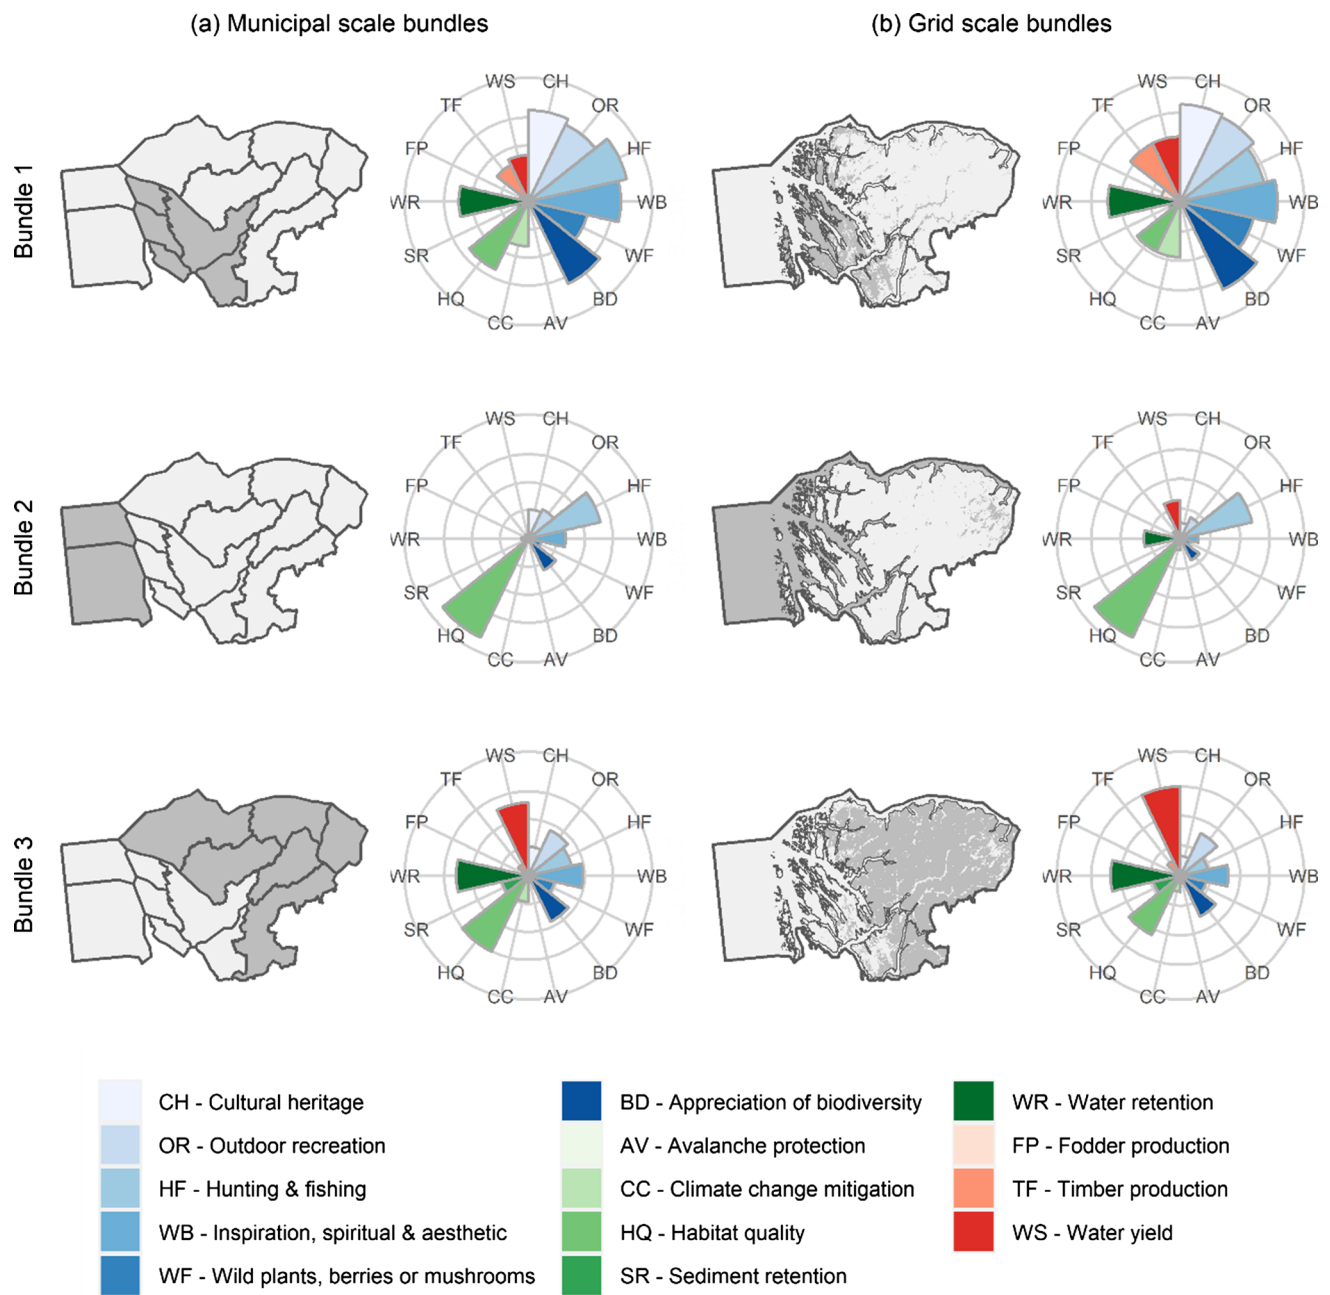 (a) Municipal scale bundles
(b) Grid scale bundles
Bundle 1
WS CH OR HF WB WF BD AV CC HQ SR WR FP TF
WS CH OR HF WB WF BD AV CC HQ SR WR FP TF
Bundle 2
WS CH OR HF WB WF BD AV CC HQ SR WR FP TF
WS CH OR HF WB WF BD AV CC HQ SR WR FP TF
Bundle 3
WS CH OR HF WB WF BD AV CC HQ SR WR FP TF
WS CH OR HF WB WF BD AV CC HQ SR WR FP TF
CH - Cultural heritage
OR - Outdoor recreation
HF - Hunting & fishing
WB - Inspiration, spiritual & aesthetic
WF - Wild plants, berries or mushrooms
BD - Appreciation of biodiversity
AV - Avalanche protection
CC - Climate change mitigation
HQ - Habitat quality
SR - Sediment retention
WR - Water retention
FP - Fodder production
TF - Timber production
WS - Water yield